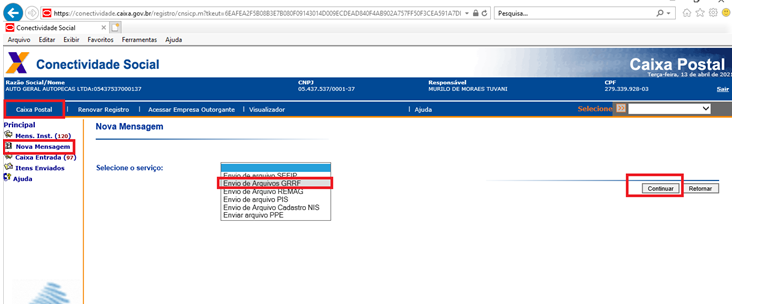 https://conectividade.caixa.gov.br/registro/cnsicp.m?tkeut=6EAFEA2F5B08B3E7B080F09143014D009ECDEAD840F4AB902A757FF50F3CEA591A7D
Pesquisa...
Conectividade Social
Arquivo Editar Exibir Favoritos Ferramentas Ajuda
Conectividade Social
Caixa Postal
Terça-feira, 13 de abril de 2021
Razão Social/Nome CNPJ Responsável CPF
AUTO GERAL AUTOPECAS LTDA:05437537000137 05.437.537/0001-37 MURILO DE MORAES TUVANI 279.339.928-03 Sair
Caixa Postal | Renovar Registro | Acessar Empresa Outorgante | Visualizador | Ajuda Selecione
Principal
Mens. Inst. (120)
Nova Mensagem
Caixa Entrada (97)
Itens Enviados
Ajuda
Nova Mensagem
Selecione o serviço:
Envio de arquivo SEFIP
Envio de Arquivos GRRF
Envio de Arquivo REMAG
Envio de arquivo PIS
Envio de Arquivo Cadastro NIS
Enviar arquivo PPE
Continuar Retornar